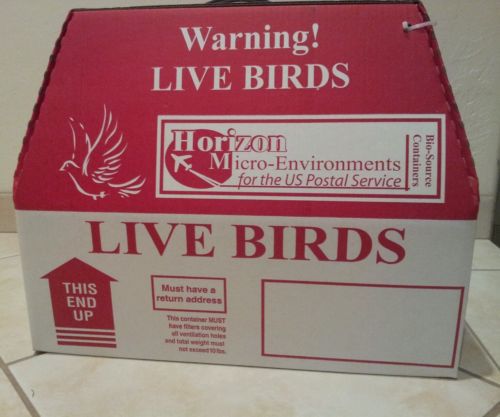 Warning!
LIVE BIRDS
Horizon
Micro-Environments
for the US Postal Service
Bio-Source
Containers
LIVE BIRDS
THIS
END
UP
Must have a
return address
This container MUST
have filters covering
all ventilation holes
and total weight must
not exceed 10 lbs.